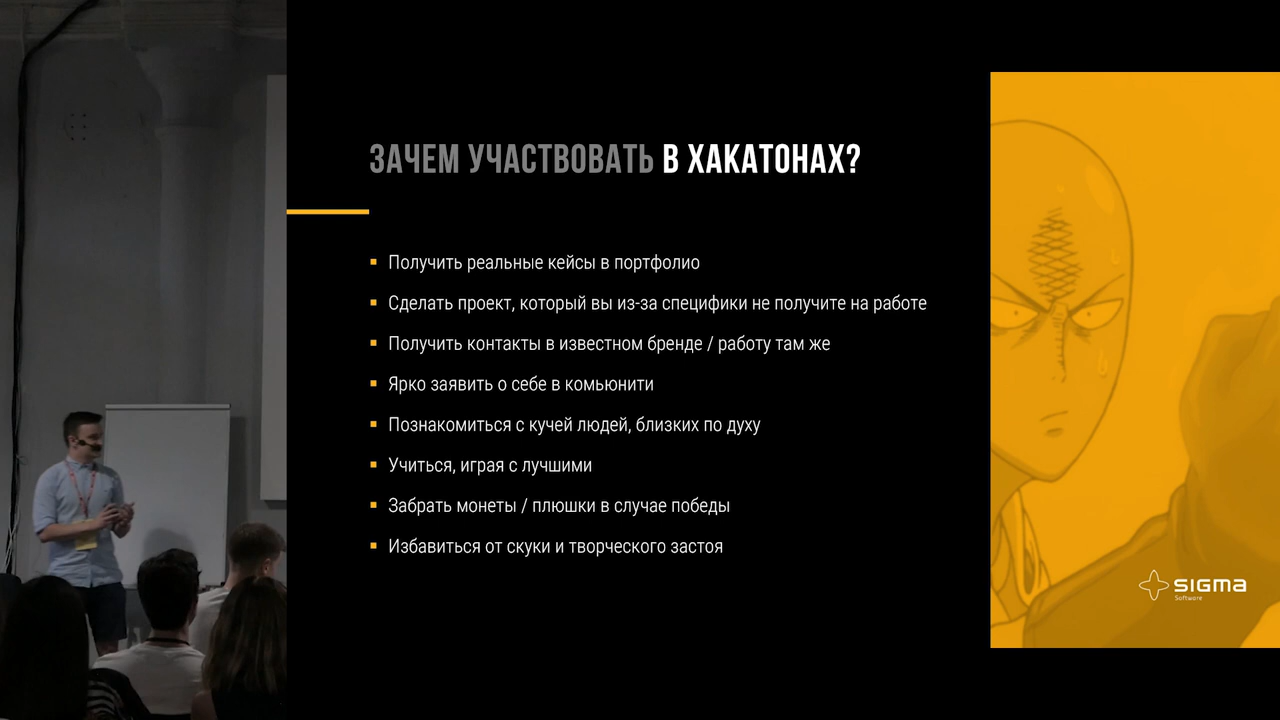 ЗАЧЕМ УЧАСТВОВАТЬ В ХАКАТОНАХ?
Получить реальные кейсы в портфолио
Сделать проект, который вы из-за специфики не получите на работе
Получить контакты в известном бренде / работу там же
Ярко заявить о себе в комьюнити
Познакомиться с кучей людей, близких по духу
Учиться, играя с лучшими
Забрать монеты / плюшки в случае победы
Избавиться от скуки и творческого застоя
SIGMA
Software